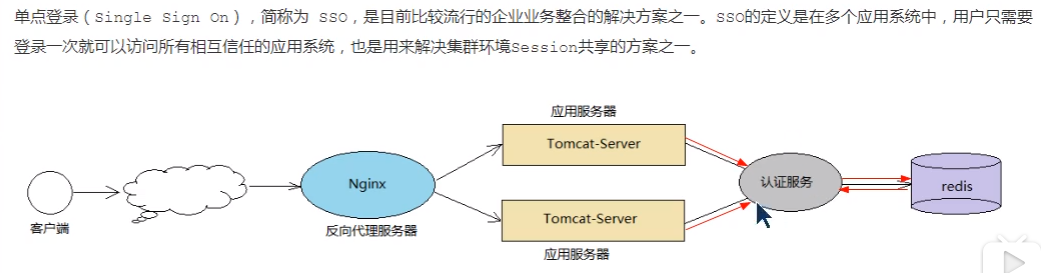 单点登录（Single Sign On），简称为 SSO，是目前比较流行的企业业务整合的解决方案之一。SSO的定义是在多个应用系统中，用户只需要
登录一次就可以访问所有相互信任的应用系统，也是用来解决集群环境Session共享的方案之一。
应用服务器
Tomcat-Server
Nginx
认证服务
redis
客户端
反向代理服务器
Tomcat-Server
应用服务器